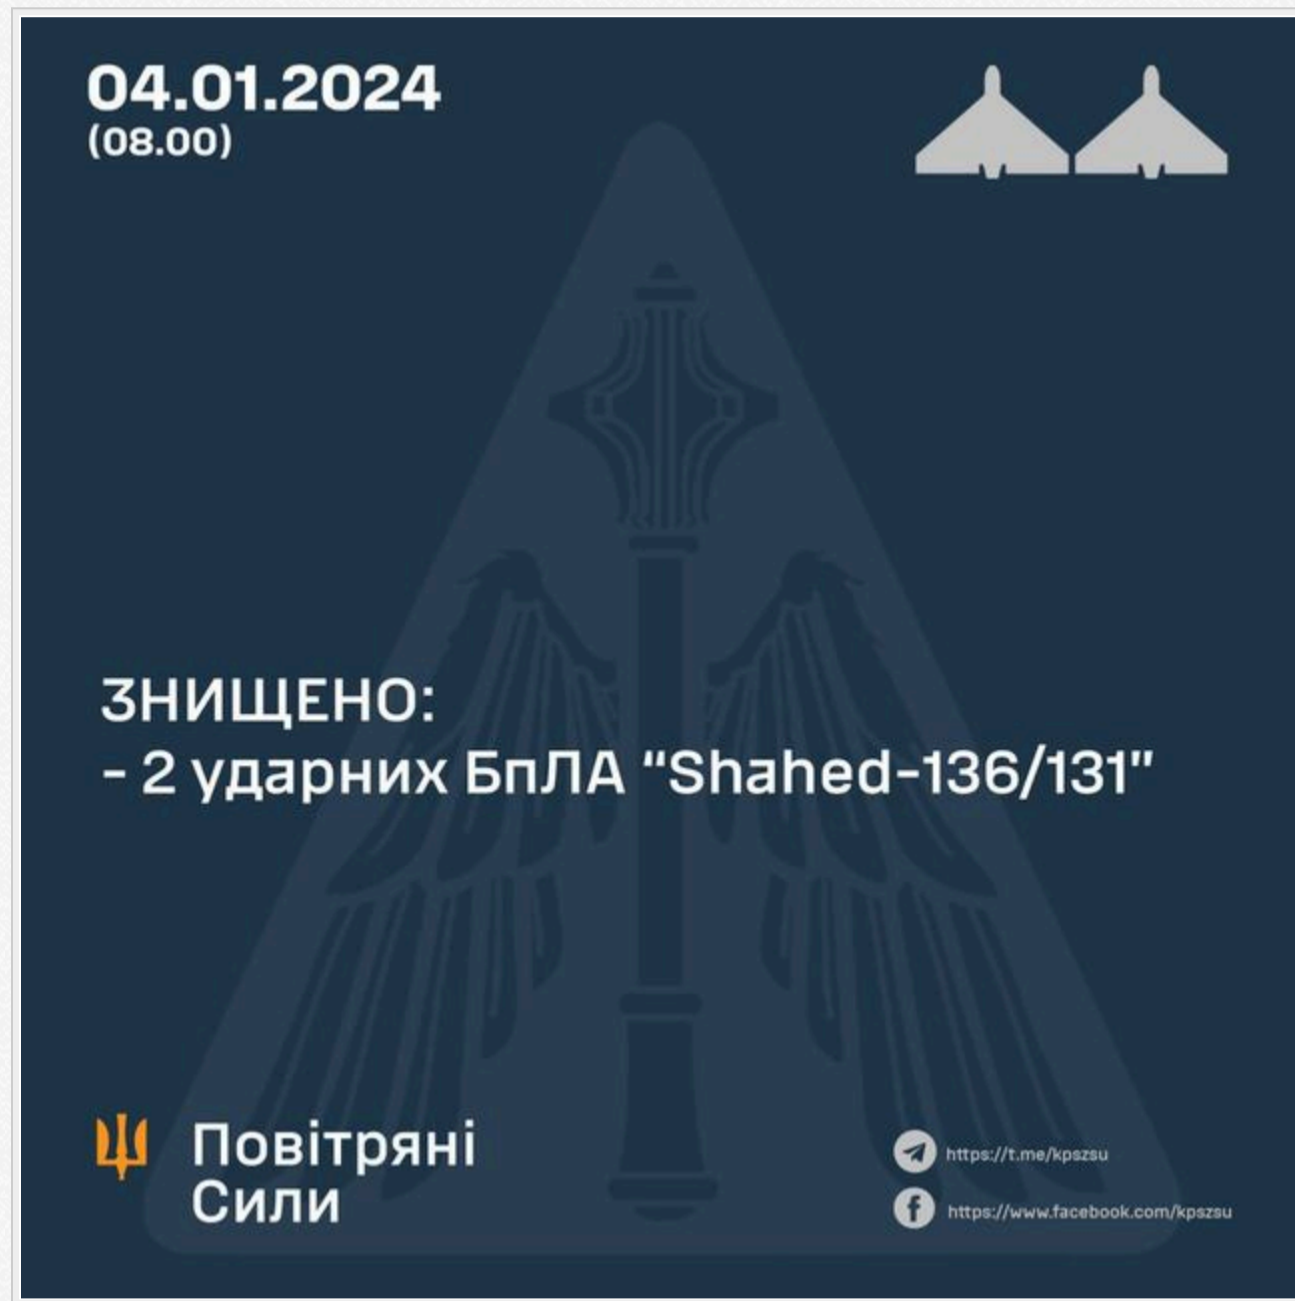 04.01.2024
(08.00)
ЗНИЩЕНО:
- 2 ударних БпЛА “Shahed-136/131”
Повітряні
Сили
https://t.me/kpszsu
https://www.facebook.com/kpszsu